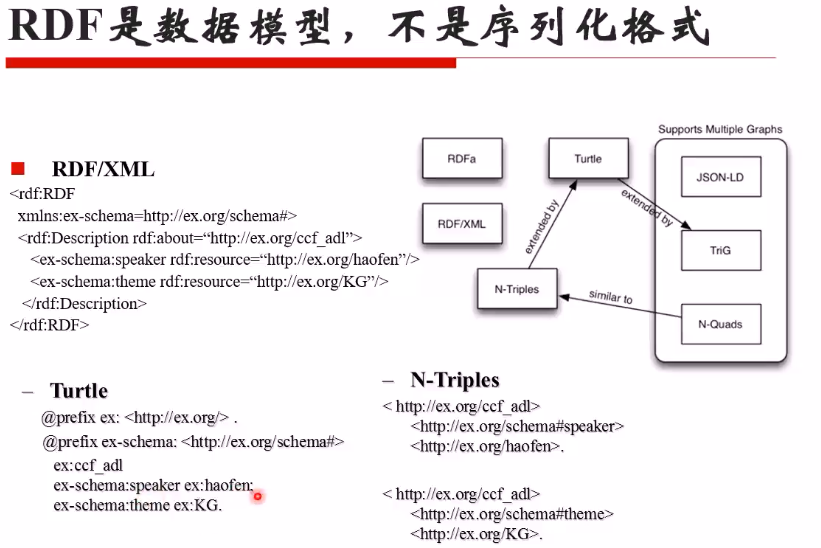 RDF是数据模型，不是序列化格式
RDF/XML
<rdf:RDF
xmlns:ex-schema=http://ex.org/schema#>
<rdf:Description rdf:about=“http://ex.org/ccf_adl”>
<ex-schema:speaker rdf:resource=“http://ex.org/haofen”/>
<ex-schema:theme rdf:resource=“http://ex.org/KG”/>
</rdf:Description>
</rdf:RDF>
Supports Multiple Graphs
RDFa
Turtle
JSON-LD
RDF/XML
extended by
extended by
TriG
N-Triples
similar to
N-Quads
– Turtle
@prefix ex: <http://ex.org/> .
@prefix ex-schema: <http://ex.org/schema#>
ex:ccf_adl
ex-schema:speaker ex:haofen;
ex-schema:theme ex:KG.
– N-Triples
< http://ex.org/ccf_adl>
<http://ex.org/schema#speaker>
<http://ex.org/haofen>.
< http://ex.org/ccf_adl>
<http://ex.org/schema#theme>
<http://ex.org/KG>.